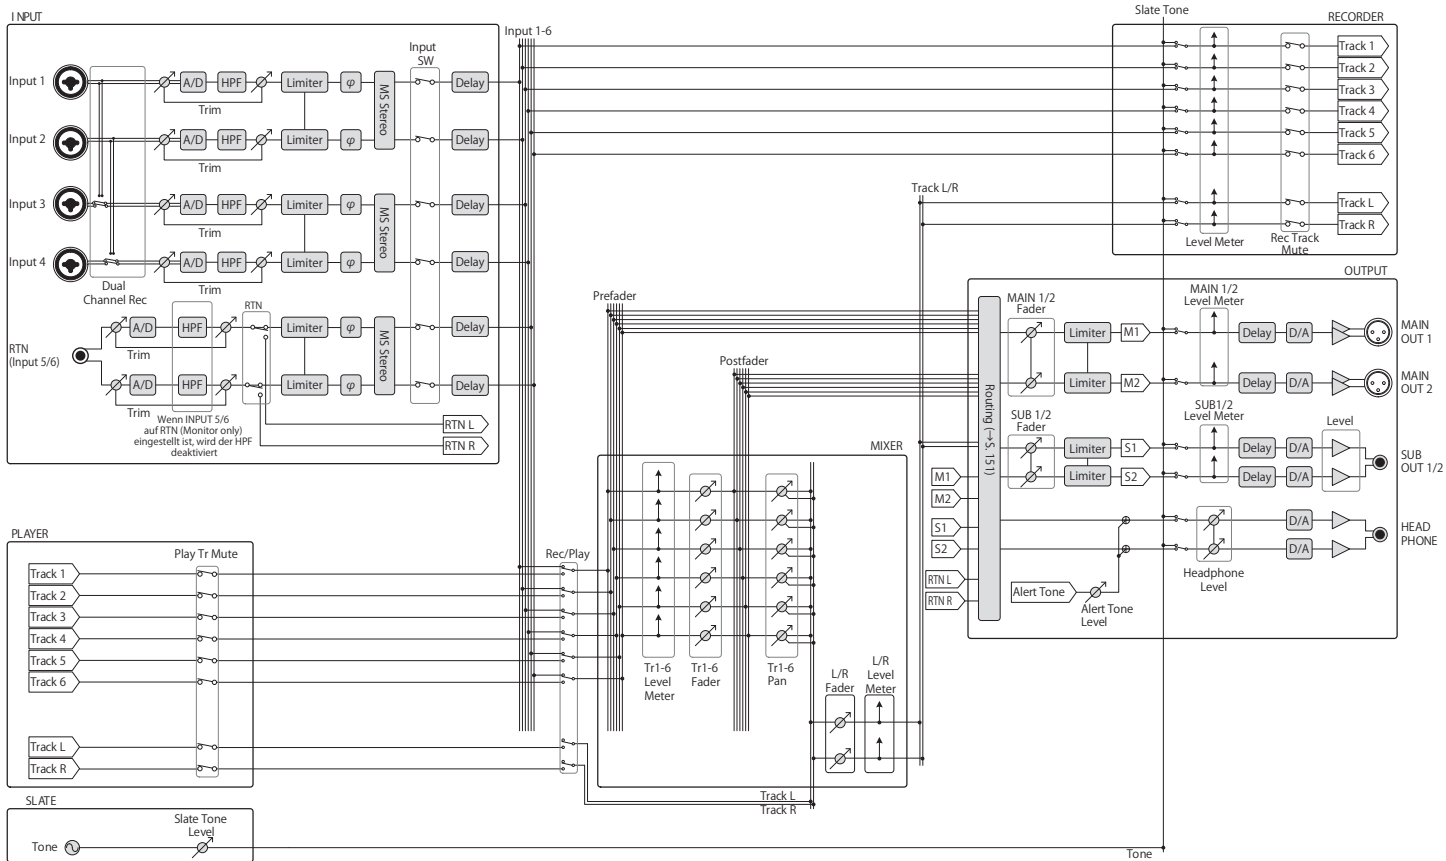 INPUT
Input 1
A/D
HPF
Trim
Limiter
φ
MS Stereo
Input
SW
Delay
Input 2
A/D
HPF
Trim
Limiter
φ
Delay
Input 3
A/D
HPF
Trim
Limiter
φ
MS Stereo
Delay
Input 4
A/D
HPF
Trim
Limiter
φ
Delay
Dual
Channel Rec
RTN
(Input 5/6)
A/D
HPF
Trim
RTN
Limiter
φ
MS Stereo
Delay
A/D
HPF
Trim
Limiter
φ
Delay
Wenn INPUT 5/6
auf RTN (Monitor only)
eingestellt ist, wird der HPF
deaktiviert
RTN L
RTN R
Input 1-6
Slate Tone
RECORDER
Track 1
Track 2
Track 3
Track 4
Track 5
Track 6
Track L
Track R
Level Meter
Rec Track
Mute
Track L/R
Prefader
Postfader
OUTPUT
Routing (→S. 151)
MAIN 1/2
Fader
Limiter
Limiter
M1
M2
MAIN 1/2
Level Meter
Delay
D/A
MAIN
OUT 1
Delay
D/A
MAIN
OUT 2
SUB 1/2
Fader
Limiter
Limiter
S1
S2
SUB1/2
Level Meter
Delay
D/A
Delay
D/A
Level
SUB
OUT 1/2
M1
M2
S1
S2
RTN L
RTN R
D/A
D/A
HEAD
PHONE
Headphone
Level
Alert Tone
Alert Tone
Level
MIXER
Tr1-6
Level
Meter
Tr1-6
Fader
Tr1-6
Pan
L/R
Fader
L/R
Level
Meter
Track L
Track R
PLAYER
Play Tr Mute
Rec/Play
Track 1
Track 2
Track 3
Track 4
Track 5
Track 6
Track L
Track R
SLATE
Slate Tone
Level
Tone
Tone